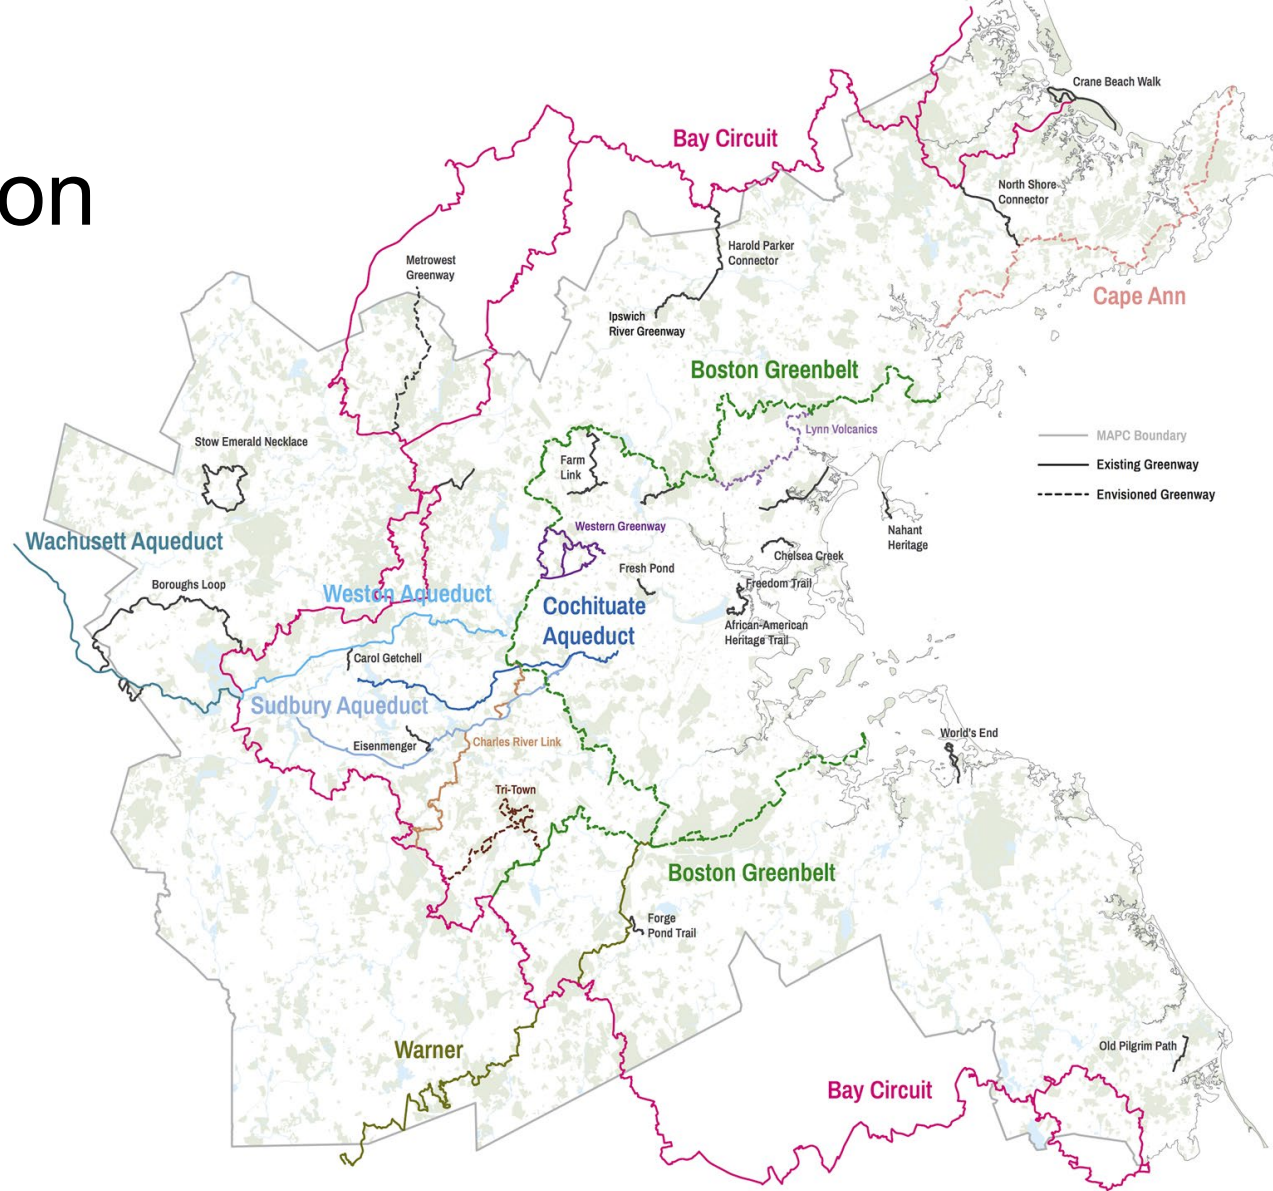 on
Crane Beach Walk
Bay Circuit
North Shore
Connector
Harold Parker
Connector
Metrowest
Greenway
Cape Ann
Ipswich
River Greenway
Boston Greenbelt
Lynn Volcanics
MAPC Boundary
Stow Emerald Necklace
Farm
Link
Existing Greenway
Envisioned Greenway
Western Greenway
Nahant
Heritage
Wachusett Aqueduct
Chelsea Creek
Fresh Pond
Boroughs Loop
Freedom Trail
Weston Aqueduct
Cochituate
Aqueduct
African-American
Heritage Trail
Carol Getchell
Sudbury Aqueduct
World's End
Eisenmenger
Charles River Link
Tri-Town
Boston Greenbelt
Forge
Pond Trail
Warner
Old Pilgrim Path
Bay Circuit